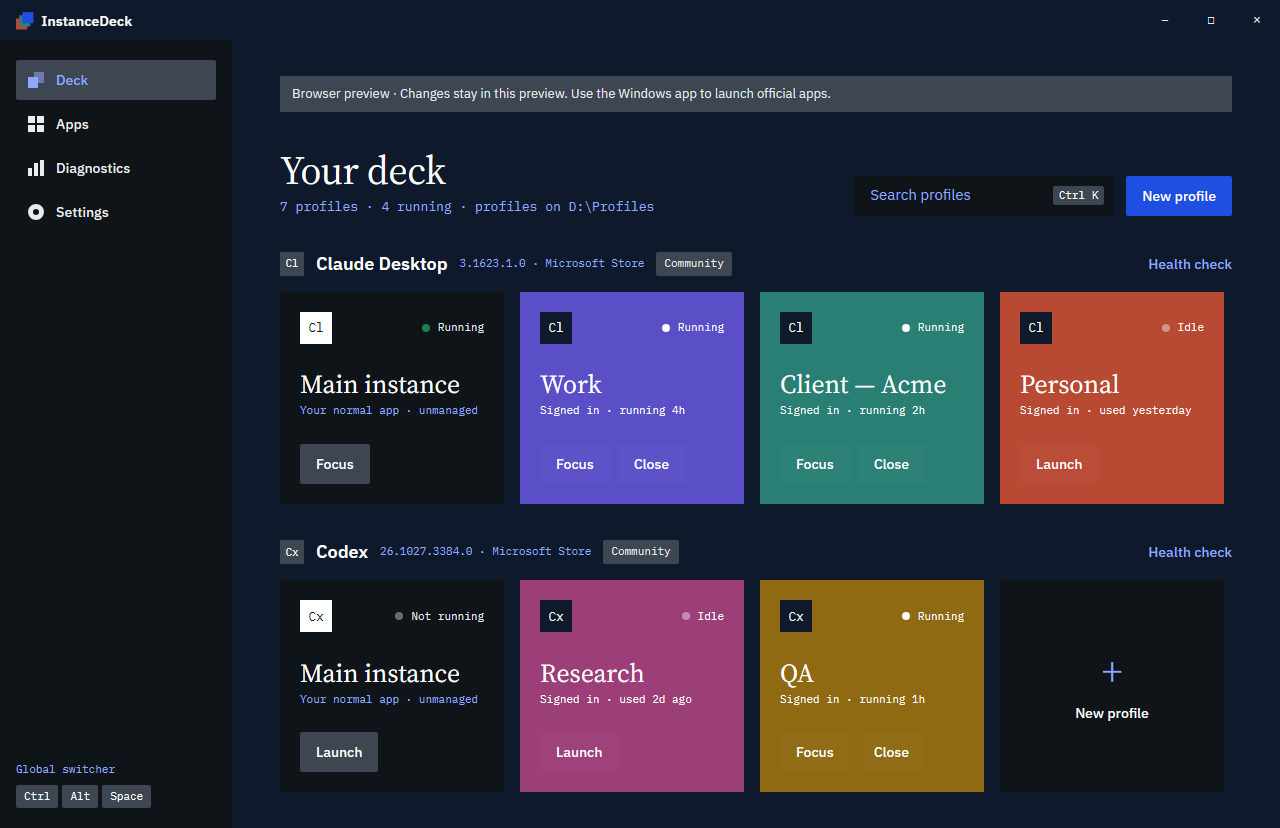 InstanceDeck
Deck
Apps
Diagnostics
Settings
Global switcher
Ctrl Alt Space
Browser preview · Changes stay in this preview. Use the Windows app to launch official apps.
Your deck
7 profiles · 4 running · profiles on D:\Profiles
Search profiles Ctrl K
New profile
Cl Claude Desktop 3.1623.1.0 · Microsoft Store Community Health check
Cl Running
Main instance
Your normal app · unmanaged
Focus
Cl Running
Work
Signed in · running 4h
Focus Close
Cl Running
Client — Acme
Signed in · running 2h
Focus Close
Cl Idle
Personal
Signed in · used yesterday
Launch
Cx Codex 26.1027.3384.0 · Microsoft Store Community Health check
Cx Not running
Main instance
Your normal app · unmanaged
Launch
Cx Idle
Research
Signed in · used 2d ago
Launch
Cx Running
QA
Signed in · running 1h
Focus Close
+
New profile